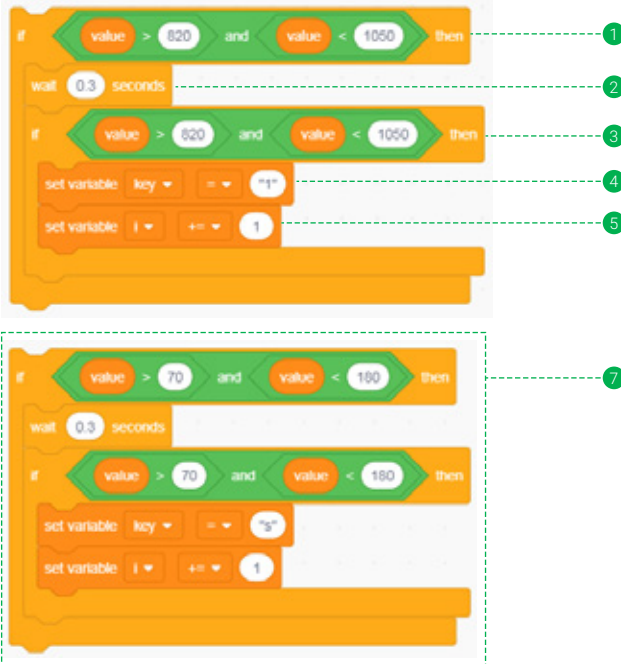 if value > 820 and value < 1050 then 1
wait 0.3 seconds 2
if value > 820 and value < 1050 then 3
set variable key = "1" 4
set variable i += 1 5
if value > 70 and value < 180 then 7
wait 0.3 seconds
if value > 70 and value < 180 then
set variable key = "s"
set variable i += 1